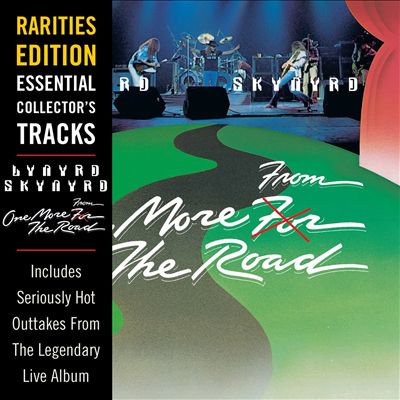 RARITIES
EDITION
ESSENTIAL
COLLECTOR'S
TRACKS
LYNYRD
SKYNYRD
From
One More For
The Road
Includes
Seriously Hot
Outtakes From
The Legendary
Live Album
RD SKYNYRD
From
More For
The Road